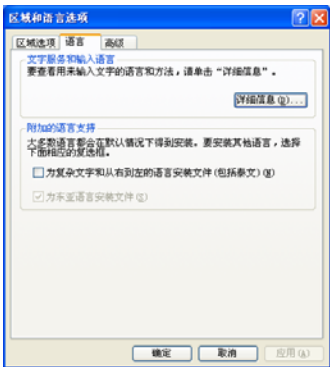 区域和语言选项
区域选项 语言 高级
文字服务和输入语言
要查看用来输入文字的语言和方法，请单击“详细信息”。
详细信息(D)...
附加的语言支持
大多数语言都会在默认情况下得到安装。要安装其他语言，选择
下面相应的复选框。
为复杂文字和从右到左的语言安装文件(包括泰文)(M)
为东亚语言安装文件(E)
确定 取消 应用(A)